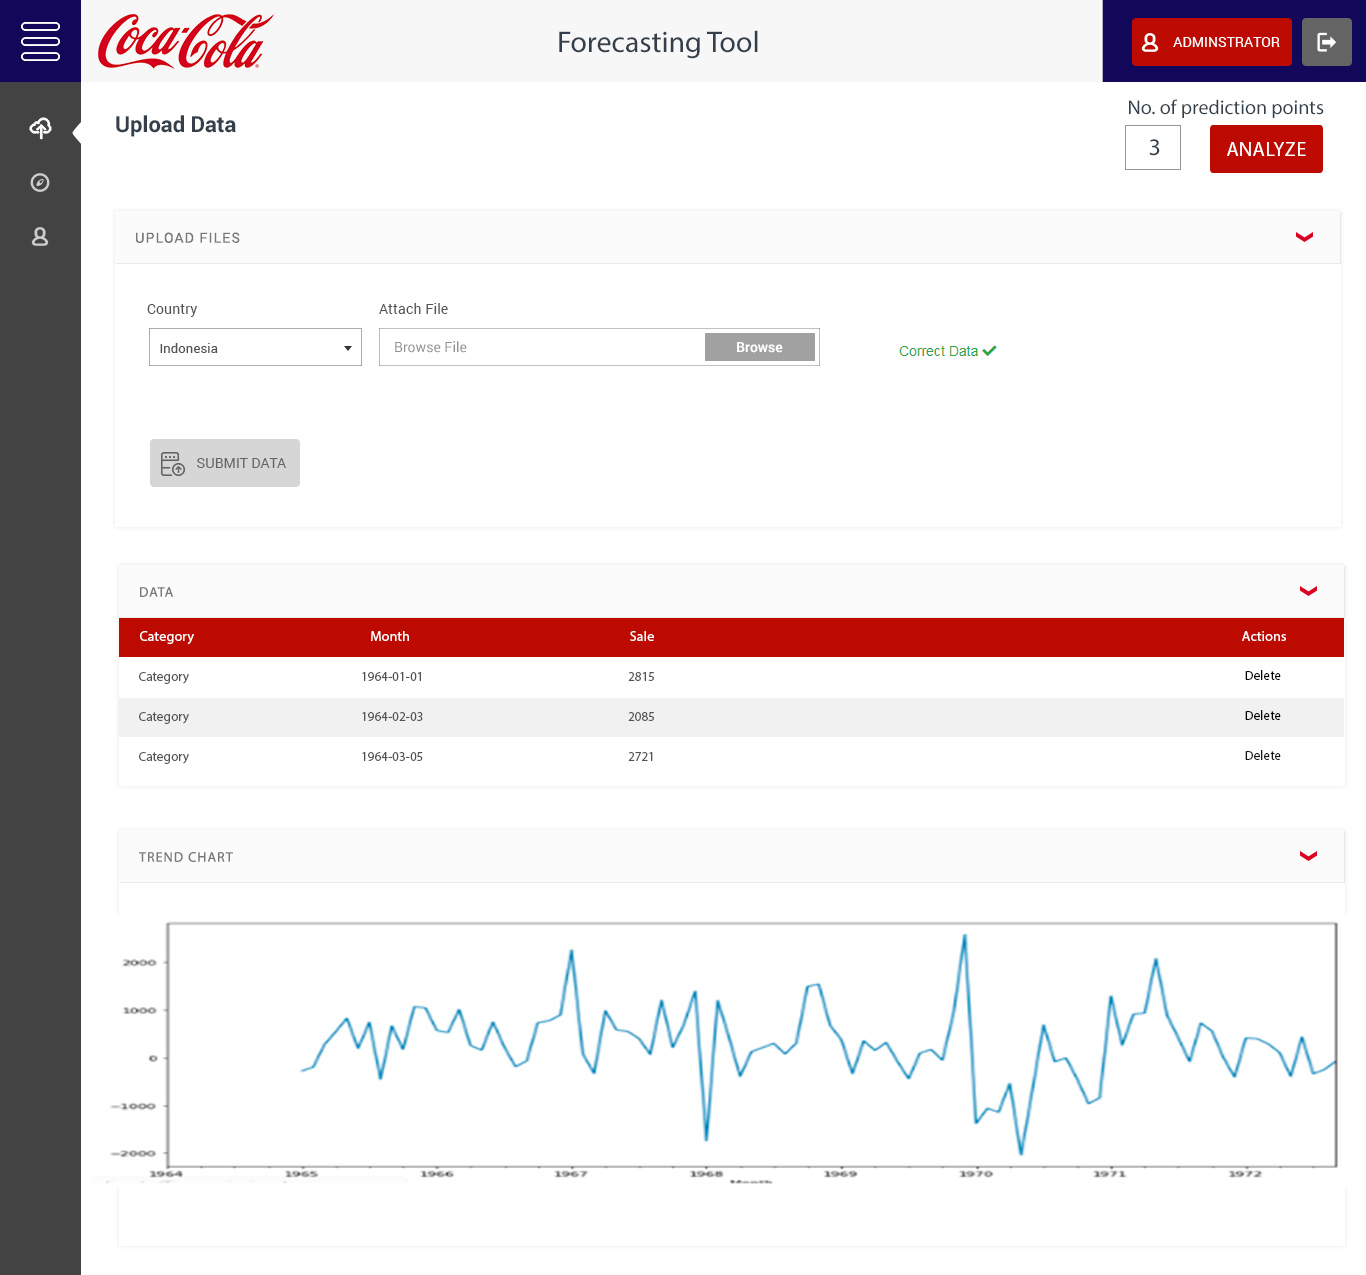 Coca-Cola
Forecasting Tool
ADMINSTRATOR
Upload Data
No. of prediction points
3
ANALYZE
UPLOAD FILES
Country
Attach File
Indonesia
Browse File
Browse
Correct Data
SUBMIT DATA
DATA
Category Month Sale Actions
Category 1964-01-01 2815 Delete
Category 1964-02-03 2085 Delete
Category 1964-03-05 2721 Delete
TREND CHART
2000
1000
0
−1000
−2000
1964 1965 1966 1967 1968 1969 1970 1971 1972
Month